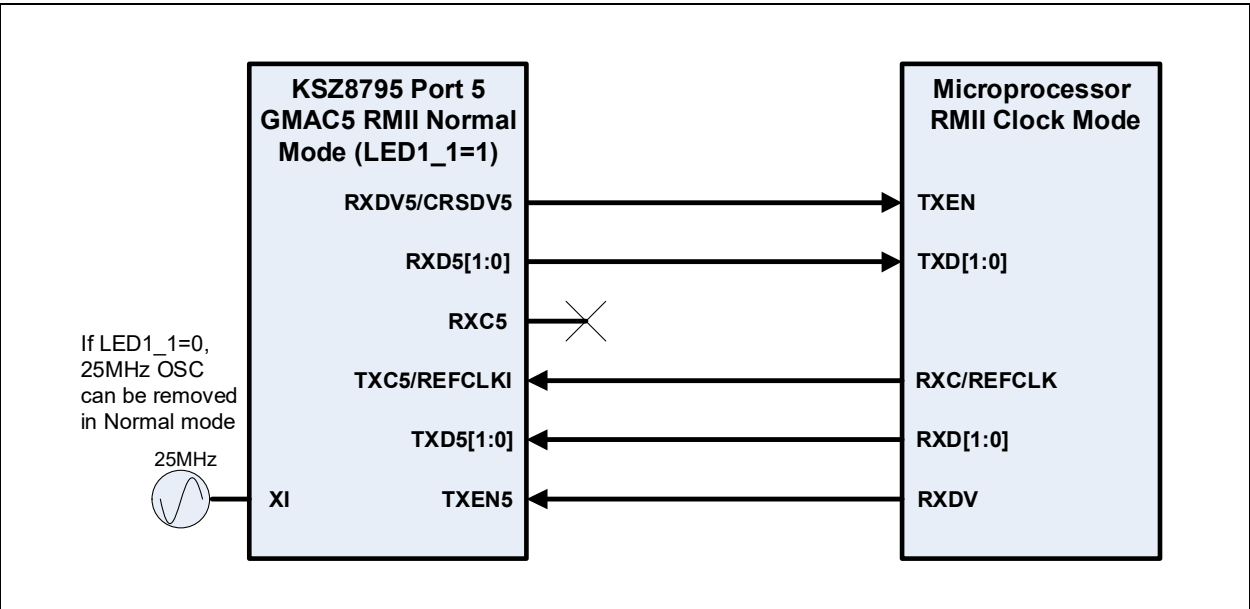 KSZ8795 Port 5
GMAC5 RMII Normal
Mode (LED1_1=1)
RXDV5/CRSDV5
RXD5[1:0]
RXC5
TXC5/REFCLKI
TXD5[1:0]
XI
TXEN5
If LED1_1=0,
25MHz OSC
can be removed
in Normal mode
25MHz
Microprocessor
RMII Clock Mode
TXEN
TXD[1:0]
RXC/REFCLK
RXD[1:0]
RXDV